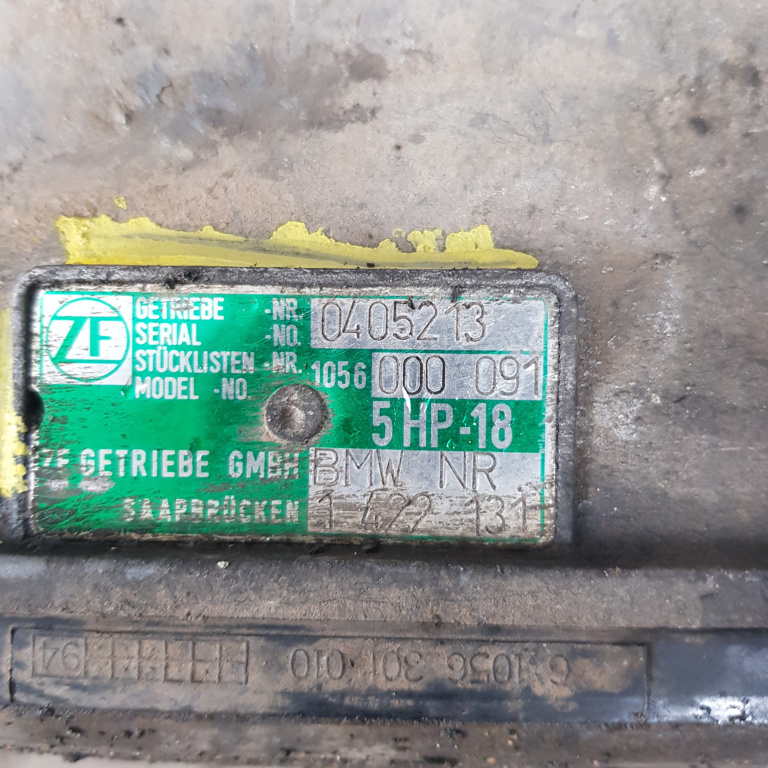 ZF
GETRIEBE -NR. 0405213
SERIAL -NO.
STÜCKLISTEN -NR. 1056 000 091
MODEL -NO
5 HP-18
ZF GETRIEBE GMBH BMW NR
SAARBRÜCKEN 1 422 131
1056 301 010
94